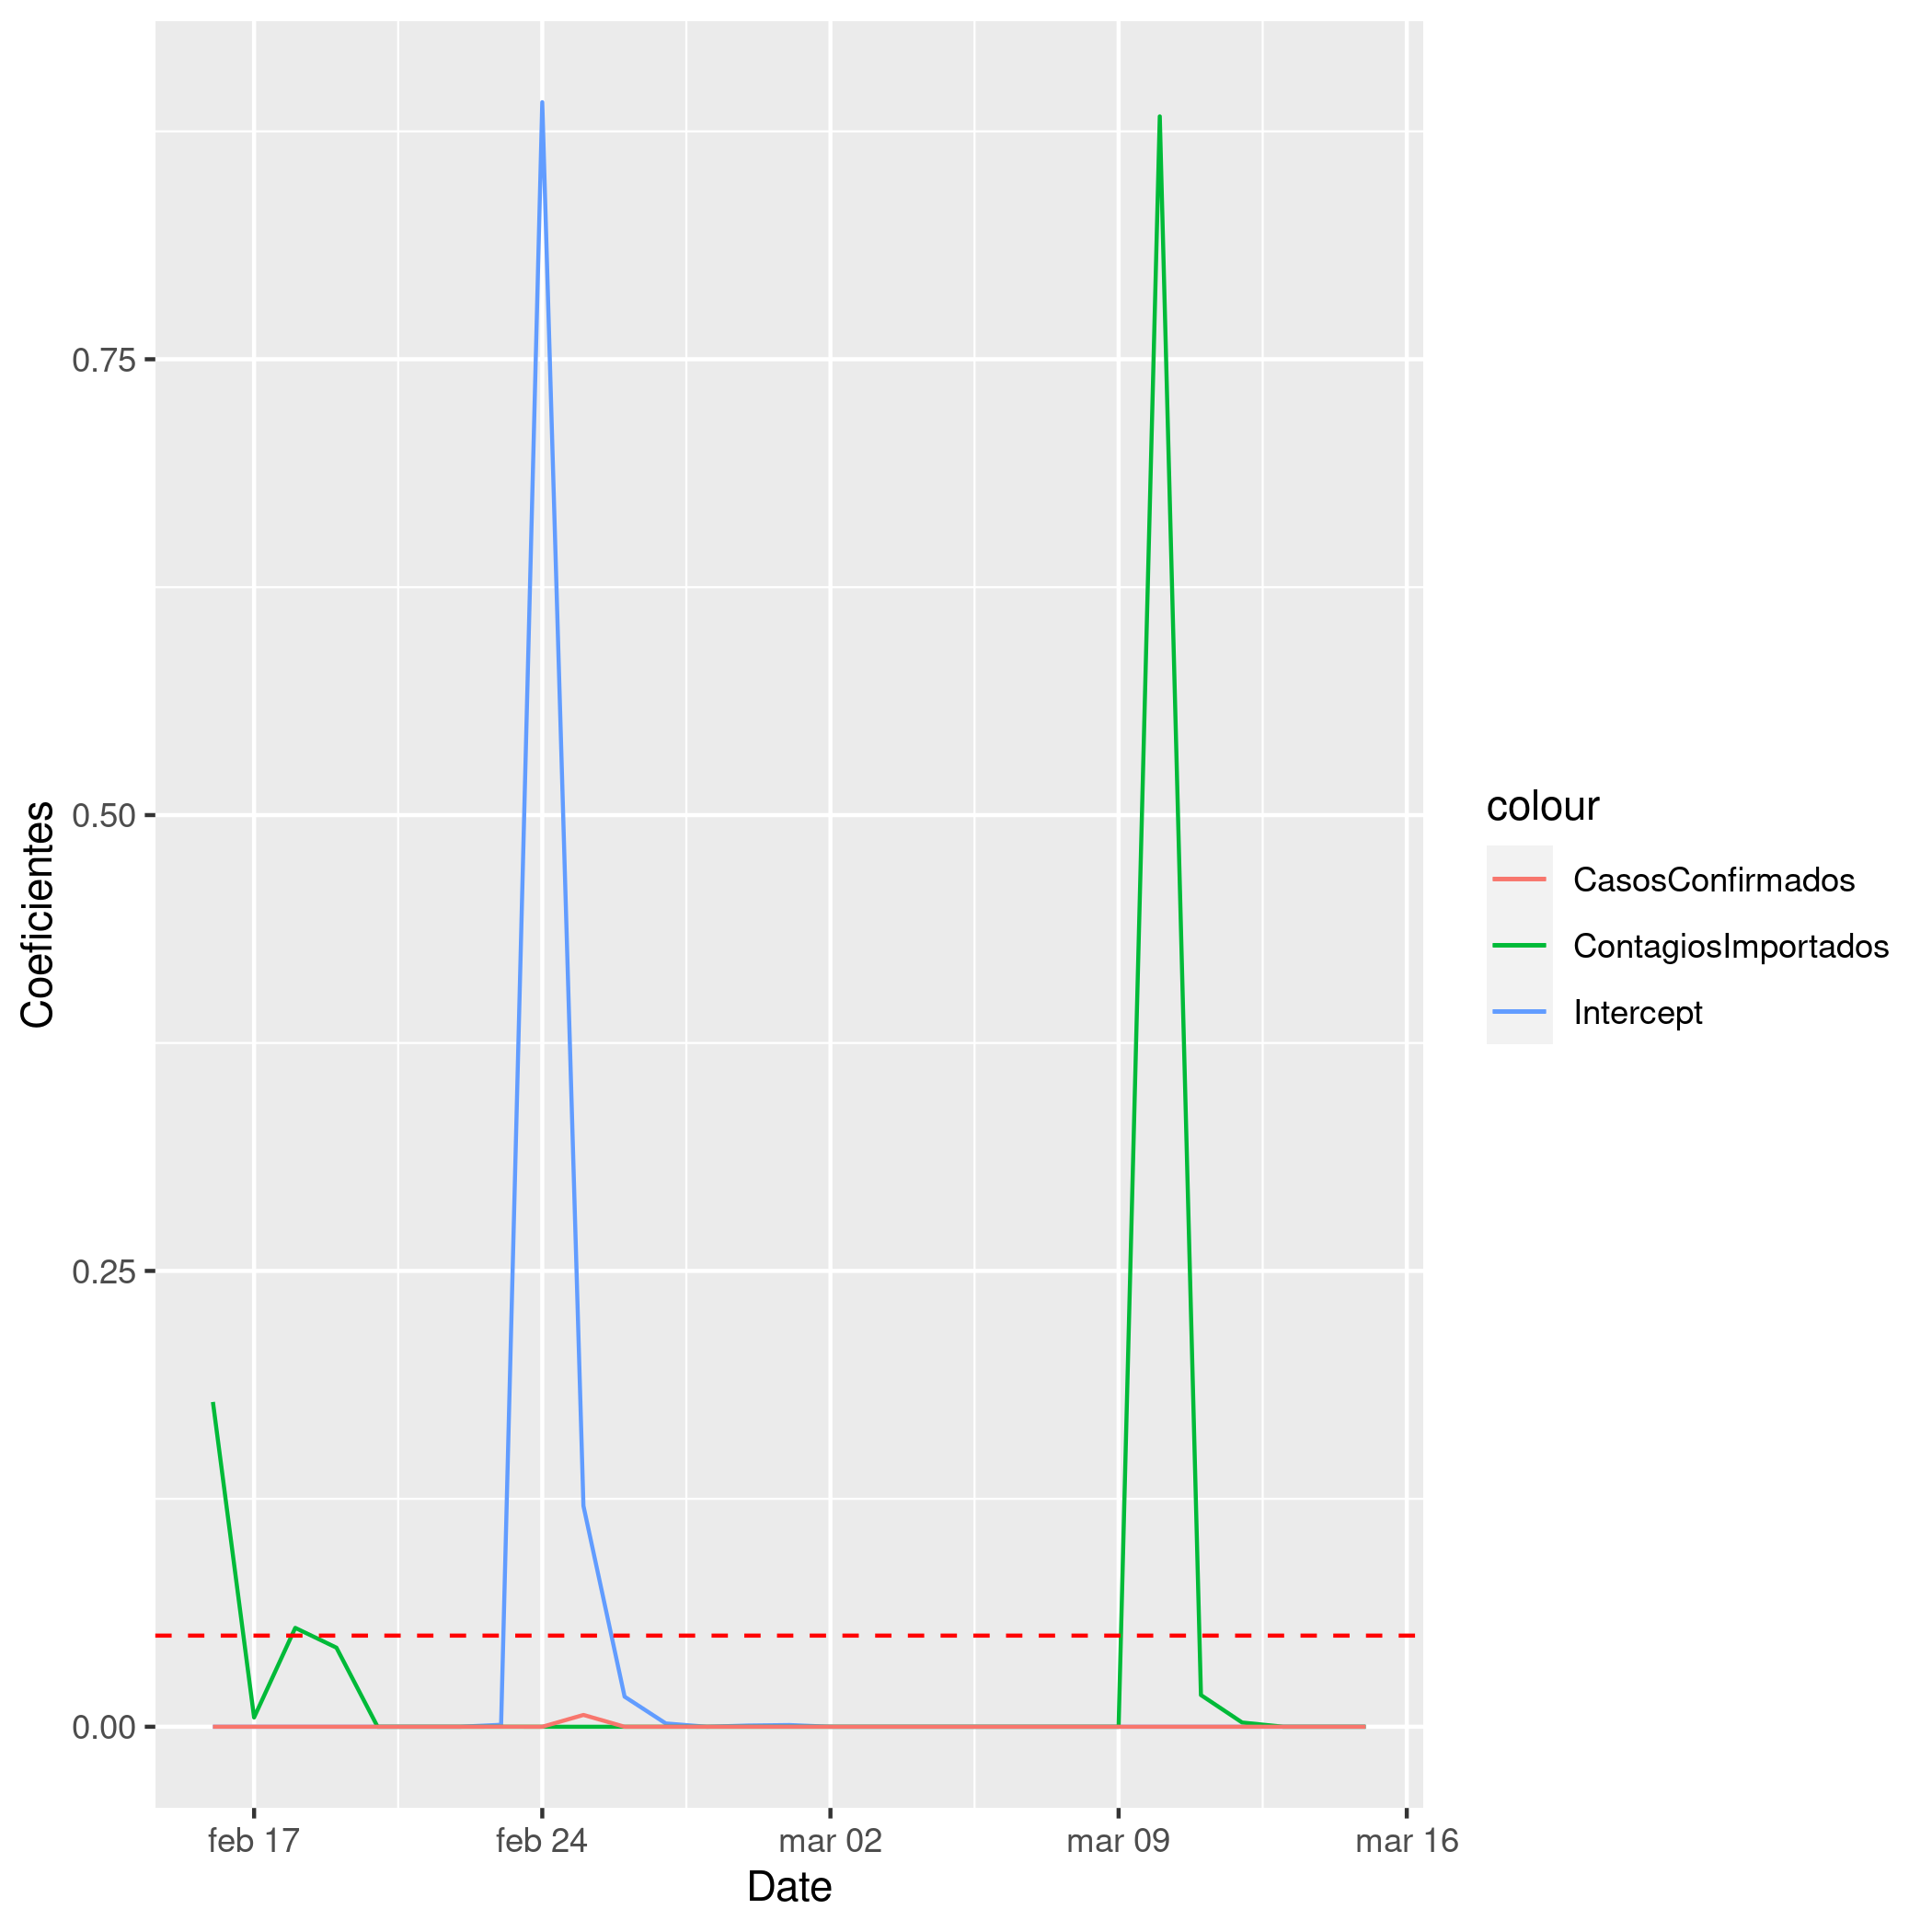 Coeficientes
0.75
0.50
0.25
0.00
feb 17
feb 24
mar 02
mar 09
mar 16
Date
colour
CasosConfirmados
ContagiosImportados
Intercept